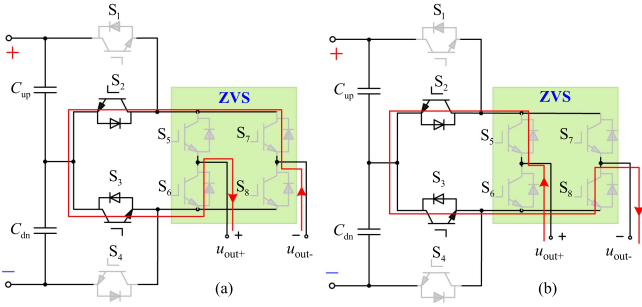 S1
+
Cup
S2
ZVS
S5
S7
S3
S6
S8
Cdn
S4
−
+
−
uout+
uout-
(a)
S1
+
Cup
S2
ZVS
S5
S7
S3
S6
S8
Cdn
S4
−
+
−
uout+
uout-
(b)